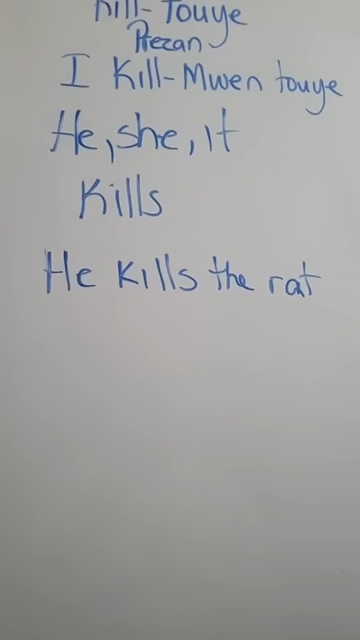 Kill- Touye
Prezan
I Kill- Mwen touye
He, she, it
Kills
He Kills the rat